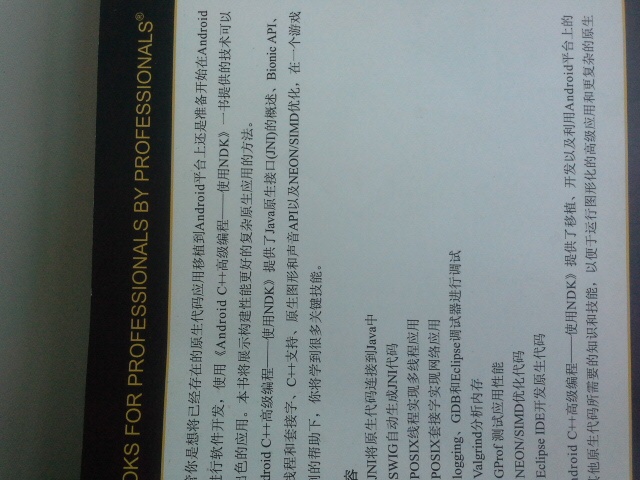 OKS FOR PROFESSIONALS BY PROFESSIONALS®
你是想将已经存在的原生代码应用移植到Android平台上还是准备开始在Android
行软件开发，使用《Android C++高级编程——使用NDK》一书提供的技术可以
色的应用。本书将展示构建性能更好的复杂原生应用的方法。
droid C++高级编程——使用NDK》提供了Java原生接口(JNI)的概述、Bionic API、
线程和套接字、C++支持、原生图形和声音API以及NEON/SIMD优化，在一个游戏
的帮助下，你将学到很多关键技能。
容
JNI将原生代码连接到Java中
SWIG自动生成JNI代码
POSIX线程实现多线程应用
POSIX套接字实现网络应用
logging、GDB和Eclipse调试器进行调试
Valgrind分析内存
GProf 测试应用性能
NEON/SIMD优化代码
Eclipse IDE开发原生代码
droid C++高级编程——使用NDK》提供了移植、开发以及利用Android平台上的
他原生代码所需要的知识和技能，以便于运行图形化的高级应用和更复杂的原生